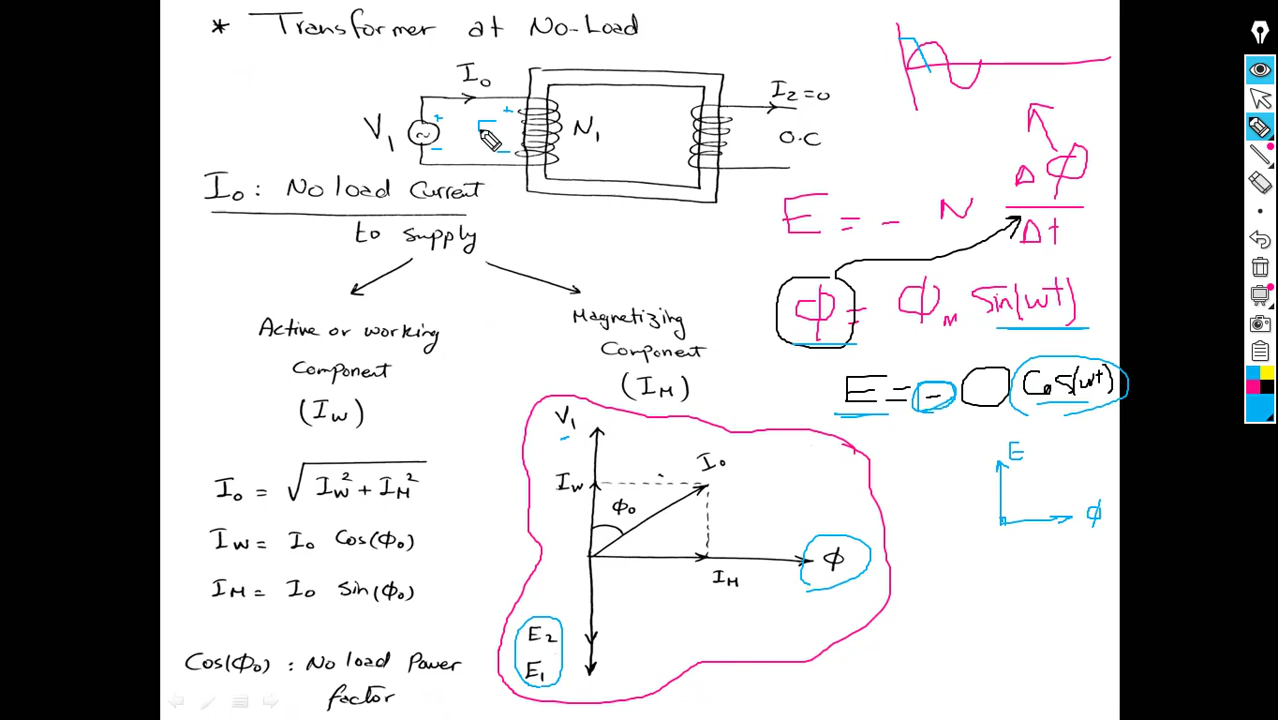 * Transformer at No-Load
I₀
V₁
+
-
+
-
E
N₁
I₂=0
O.C
I₀: No load Current
to supply
Active or working
Component
(I_W)
Magnetizing
Component
(I_M)
I₀ = √(I_W² + I_M²)
I_W = I₀ Cos(Φ₀)
I_M = I₀ sin(Φ₀)
Cos(Φ₀) : No load Power
factor
V₁
I_W
I₀
Φ₀
I_M
Φ
E₂
E₁
E = - N ΔΦ/Δt
Φ = Φ_m Sin(wt)
E = - Cos(wt)
E
Φ